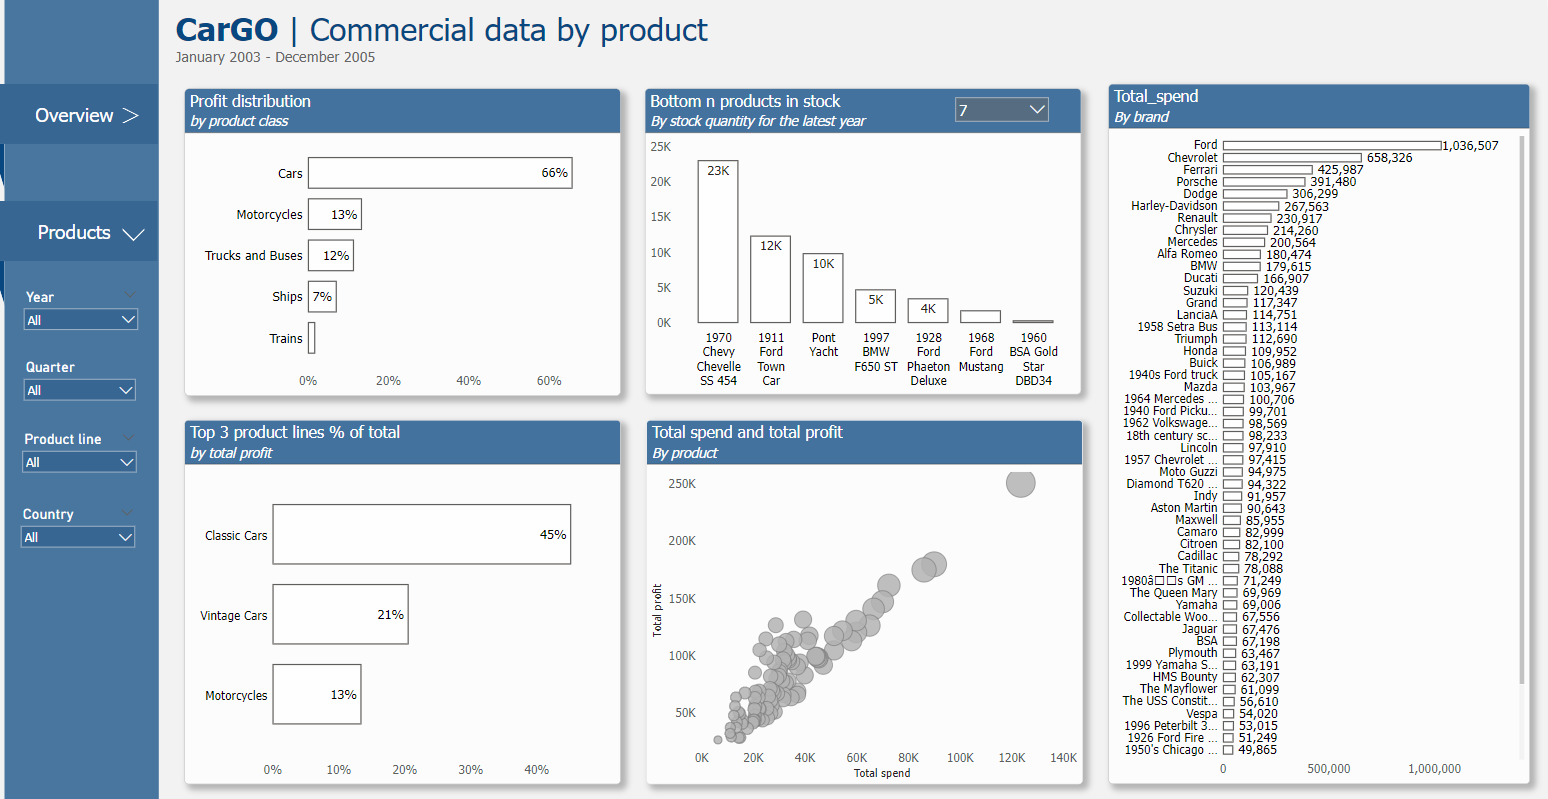 CarGO | Commercial data by product
January 2003 - December 2005
Overview >
Products
Year
All
Quarter
All
Product line
All
Country
All
Profit distribution
by product class
Cars
66%
Motorcycles
13%
Trucks and Buses
12%
Ships
7%
Trains
0%
20%
40%
60%
Bottom n products in stock
By stock quantity for the latest year
7
25K
20K
15K
10K
5K
0K
23K
12K
10K
5K
4K
1970
Chevy
Chevelle
SS 454
1911
Ford
Town
Car
Pont
Yacht
1997
BMW
F650 ST
1928
Ford
Phaeton
Deluxe
1968
Ford
Mustang
1960
BSA Gold
Star
DBD34
Top 3 product lines % of total
by total profit
Classic Cars
45%
Vintage Cars
21%
Motorcycles
13%
0%
10%
20%
30%
40%
Total spend and total profit
By product
Total profit
250K
200K
150K
100K
50K
0K
20K
40K
60K
80K
100K
120K
140K
Total spend
Total_spend
By brand
Ford 1,036,507
Chevrolet 658,326
Ferrari 425,987
Porsche 391,480
Dodge 306,299
Harley-Davidson 267,563
Renault 230,917
Chrysler 214,260
Mercedes 200,564
Alfa Romeo 180,474
BMW 179,615
Ducati 166,907
Suzuki 120,439
Grand 117,347
LanciaA 114,751
1958 Setra Bus 113,114
Triumph 112,690
Honda 109,952
Buick 106,989
1940s Ford truck 105,167
Mazda 103,967
1964 Mercedes ... 100,706
1940 Ford Picku... 99,701
1962 Volkswage... 98,569
18th century sc... 98,233
Lincoln 97,910
1957 Chevrolet ... 97,415
Moto Guzzi 94,975
Diamond T620 ... 94,322
Indy 91,957
Aston Martin 90,643
Maxwell 85,955
Camaro 82,999
Citroen 82,100
Cadillac 78,292
The Titanic 78,088
1980â□□s GM ... 71,249
The Queen Mary 69,969
Yamaha 69,006
Collectable Woo... 67,556
Jaguar 67,476
BSA 67,198
Plymouth 63,467
1999 Yamaha S... 63,191
HMS Bounty 62,307
The Mayflower 61,099
The USS Constit... 56,610
Vespa 54,020
1996 Peterbilt 3... 53,015
1926 Ford Fire ... 51,249
1950's Chicago ... 49,865
0
500,000
1,000,000